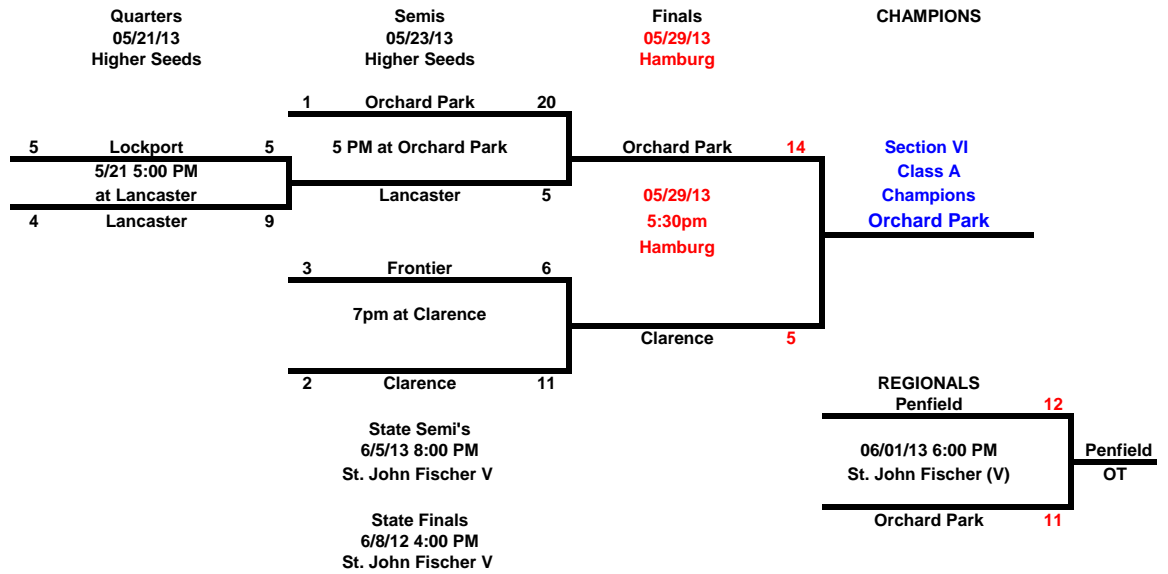 Quarters Semis Finals CHAMPIONS
05/21/13 05/23/13 05/29/13
Higher Seeds Higher Seeds Hamburg
1 Orchard Park 20
5 Lockport 5 5 PM at Orchard Park Orchard Park 14 Section VI
5/21 5:00 PM Class A
at Lancaster Lancaster 5 05/29/13 Champions
4 Lancaster 9 5:30pm Orchard Park
Hamburg
3 Frontier 6
7pm at Clarence
Clarence 5
2 Clarence 11 REGIONALS
Penfield 12
State Semi's
6/5/13 8:00 PM 06/01/13 6:00 PM Penfield
St. John Fischer V St. John Fischer (V) OT
State Finals Orchard Park 11
6/8/12 4:00 PM
St. John Fischer V